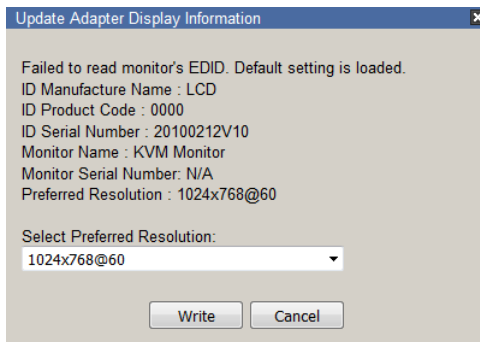 Update Adapter Display Information
Failed to read monitor's EDID. Default setting is loaded.
ID Manufacture Name : LCD
ID Product Code : 0000
ID Serial Number : 20100212V10
Monitor Name : KVM Monitor
Monitor Serial Number: N/A
Preferred Resolution : 1024x768@60
Select Preferred Resolution:
1024x768@60
Write Cancel